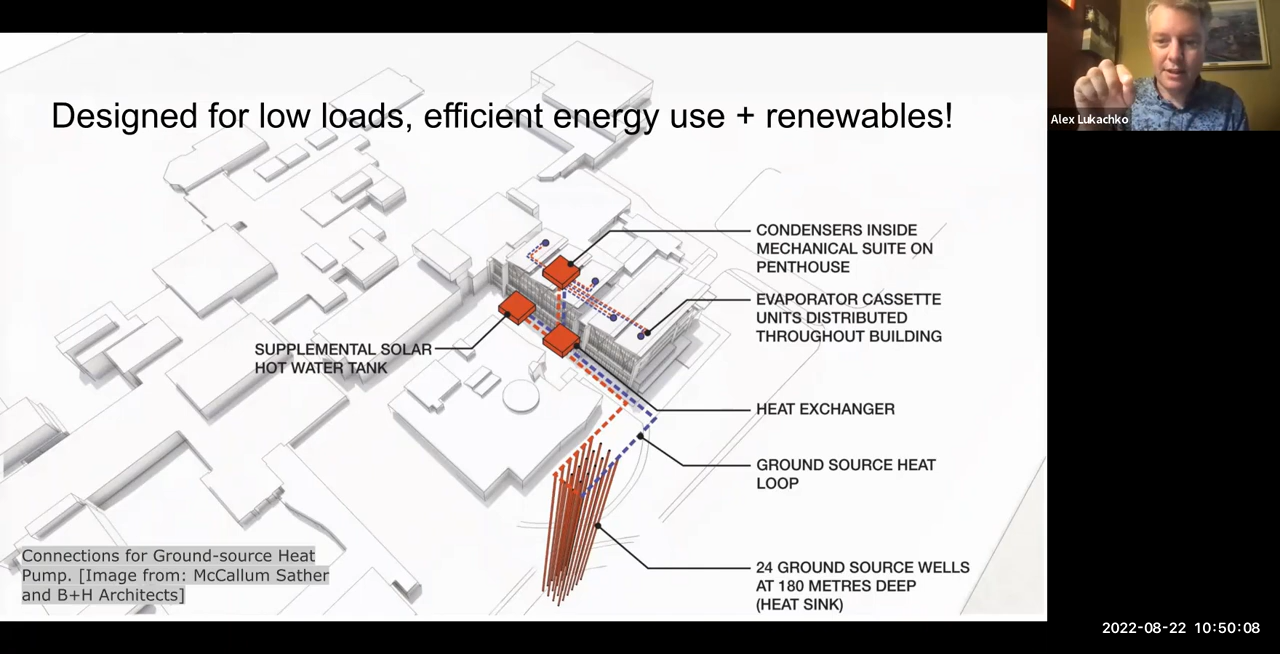 Designed for low loads, efficient energy use + renewables!
Alex Lukachko
CONDENSERS INSIDE
MECHANICAL SUITE ON
PENTHOUSE
EVAPORATOR CASSETTE
UNITS DISTRIBUTED
THROUGHOUT BUILDING
SUPPLEMENTAL SOLAR
HOT WATER TANK
HEAT EXCHANGER
GROUND SOURCE HEAT
LOOP
24 GROUND SOURCE WELLS
AT 180 METRES DEEP
(HEAT SINK)
Connections for Ground-source Heat
Pump. [Image from: McCallum Sather
and B+H Architects]
2022-08-22 10:50:08